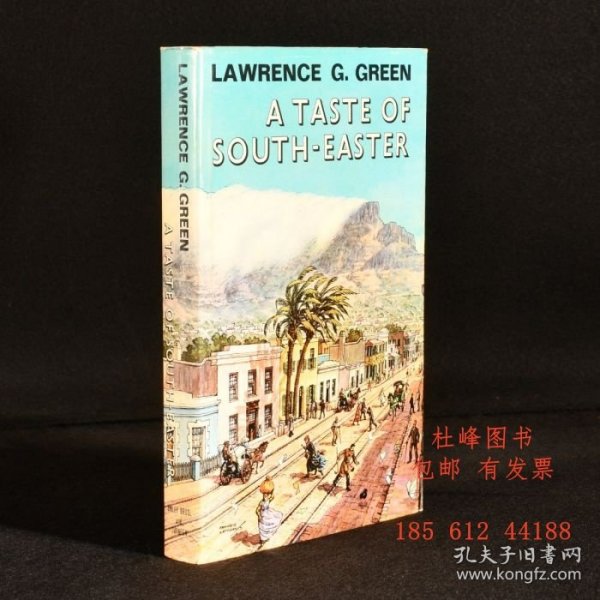 LAWRENCE G. GREEN
A TASTE OF
SOUTH-EASTER
LAWRENCE G. GREEN
A TASTE OF SOUTH-EASTER
杜峰图书
包邮 有发票
185 612 44188
孔夫子旧书网
www.kongfz.com